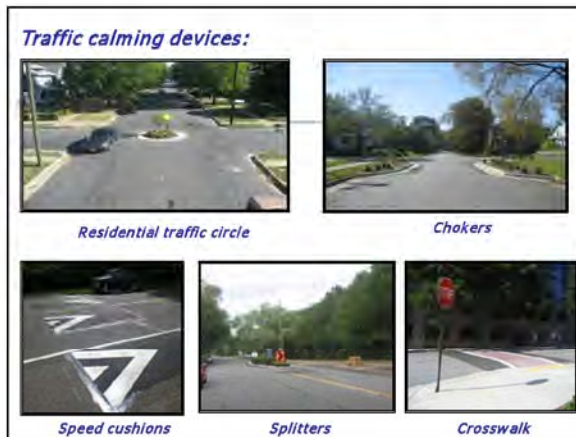 Traffic calming devices:
Residential traffic circle
Chokers
Speed cushions
Splitters
Crosswalk